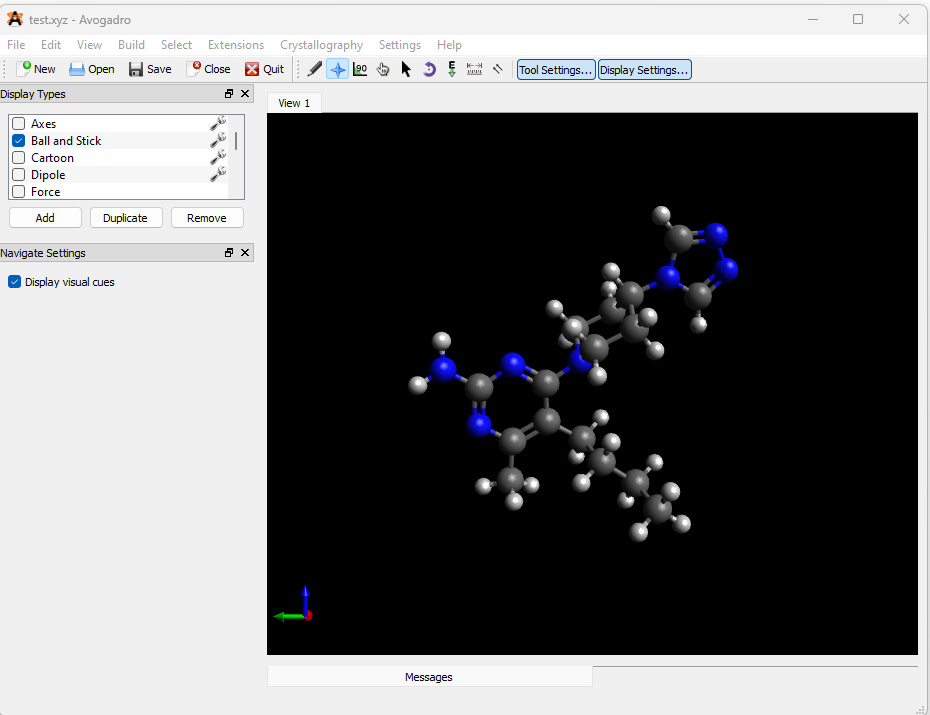 test.xyz - Avogadro
File Edit View Build Select Extensions Crystallography Settings Help
New Open Save Close Quit 90 E Tool Settings... Display Settings...
Display Types
View 1
Axes
Ball and Stick
Cartoon
Dipole
Force
Add Duplicate Remove
Navigate Settings
Display visual cues
Messages